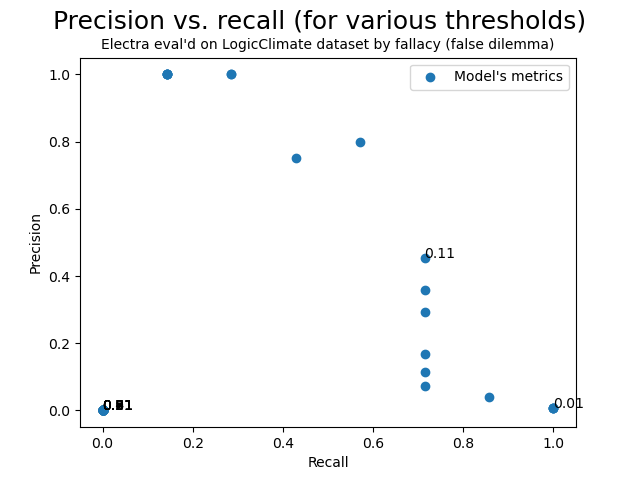 Precision vs. recall (for various thresholds)
Electra eval'd on LogicClimate dataset by fallacy (false dilemma)
Model's metrics
1.0
0.8
0.6
0.4
0.2
0.0
Precision
0.11
0.01
0.0
0.2
0.4
0.6
0.8
1.0
Recall